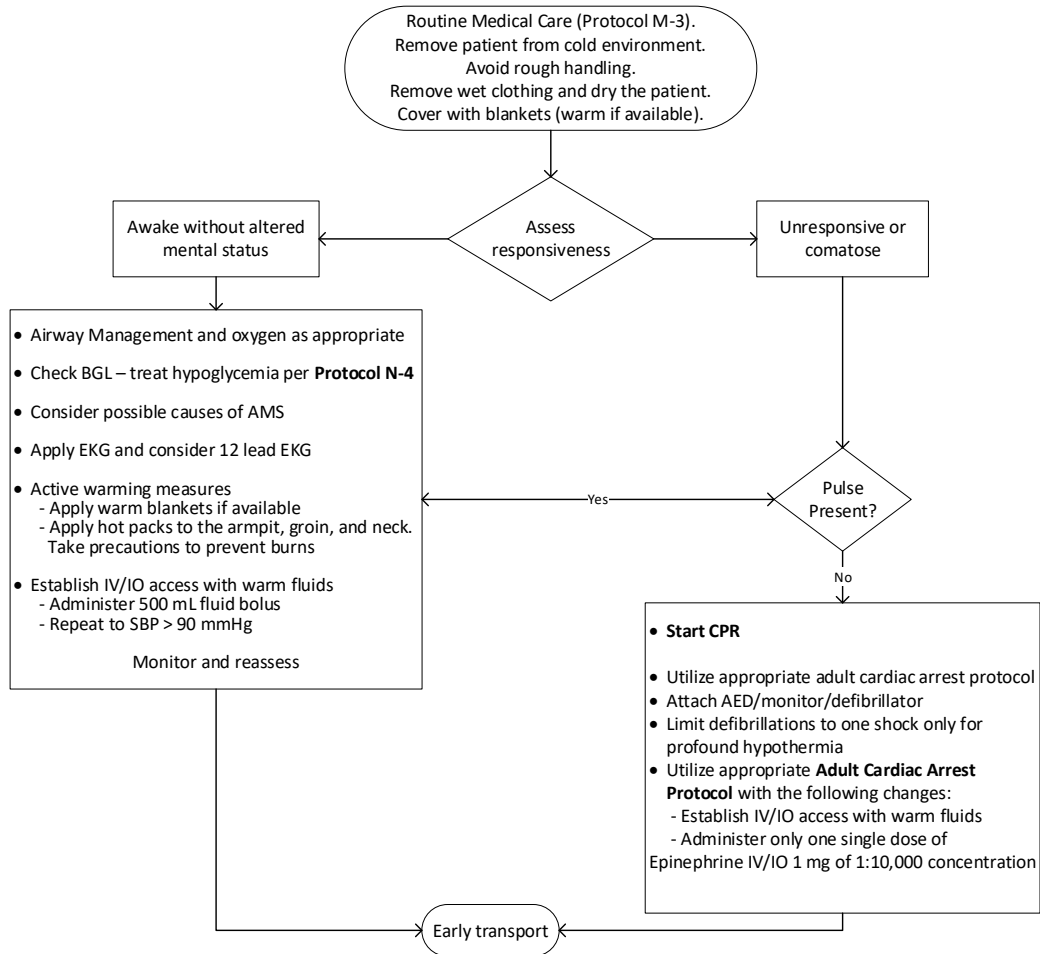 Routine Medical Care (Protocol M-3).
Remove patient from cold environment.
Avoid rough handling.
Remove wet clothing and dry the patient.
Cover with blankets (warm if available).
Assess
responsiveness
Awake without altered
mental status
Unresponsive or
comatose
• Airway Management and oxygen as appropriate
• Check BGL – treat hypoglycemia per Protocol N-4
• Consider possible causes of AMS
• Apply EKG and consider 12 lead EKG
• Active warming measures
- Apply warm blankets if available
- Apply hot packs to the armpit, groin, and neck.
Take precautions to prevent burns
• Establish IV/IO access with warm fluids
- Administer 500 mL fluid bolus
- Repeat to SBP > 90 mmHg
Monitor and reassess
Yes
Pulse
Present?
No
• Start CPR
• Utilize appropriate adult cardiac arrest protocol
• Attach AED/monitor/defibrillator
• Limit defibrillations to one shock only for
profound hypothermia
• Utilize appropriate Adult Cardiac Arrest
Protocol with the following changes:
- Establish IV/IO access with warm fluids
- Administer only one single dose of
Epinephrine IV/IO 1 mg of 1:10,000 concentration
Early transport